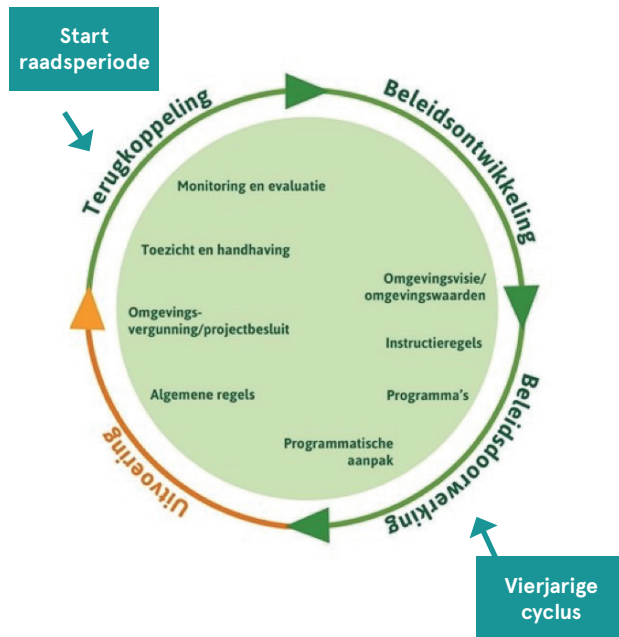 Start
raadsperiode
Terugkoppeling
Beleidsontwikkeling
Monitoring en evaluatie
Toezicht en handhaving
Omgevingsvisie/
omgevingswaarden
Omgevings-
vergunning/projectbesluit
Instructieregels
Algemene regels
Programma's
Programmatische
aanpak
Uitvoering
Beleidsdoorwerking
Vierjarige
cyclus